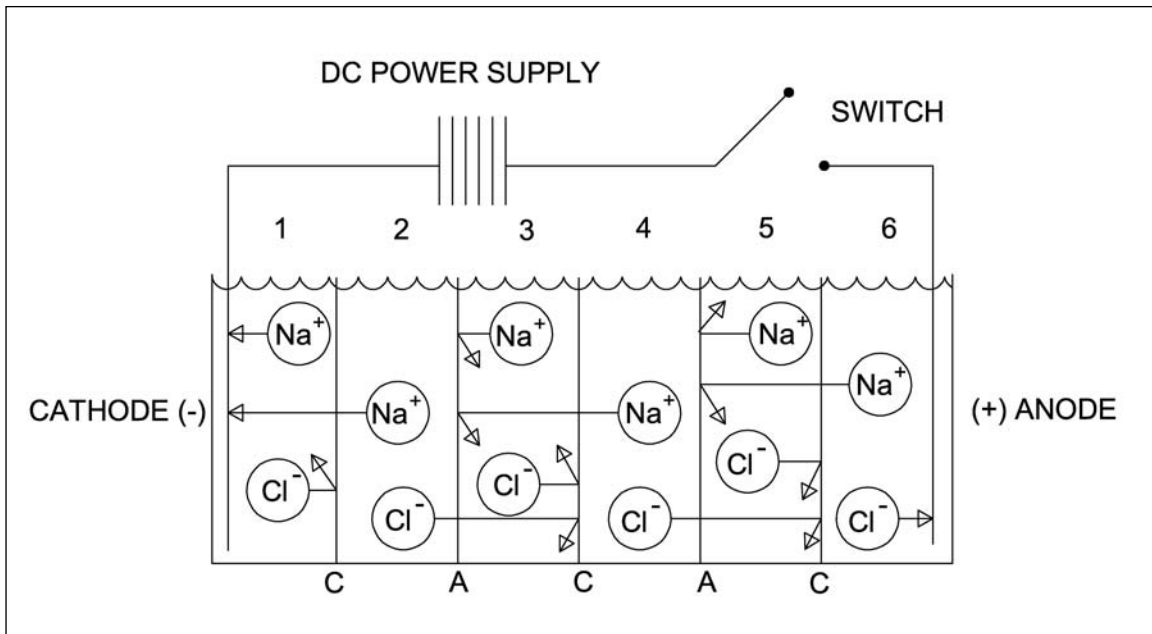 DC POWER SUPPLY
SWITCH
1 2 3 4 5 6
Na⁺ Na⁺ Na⁺
Na⁺
CATHODE (-) Na⁺ Na⁺ (+) ANODE
Cl⁻ Cl⁻ Cl⁻
Cl⁻ Cl⁻ Cl⁻
C A C A C